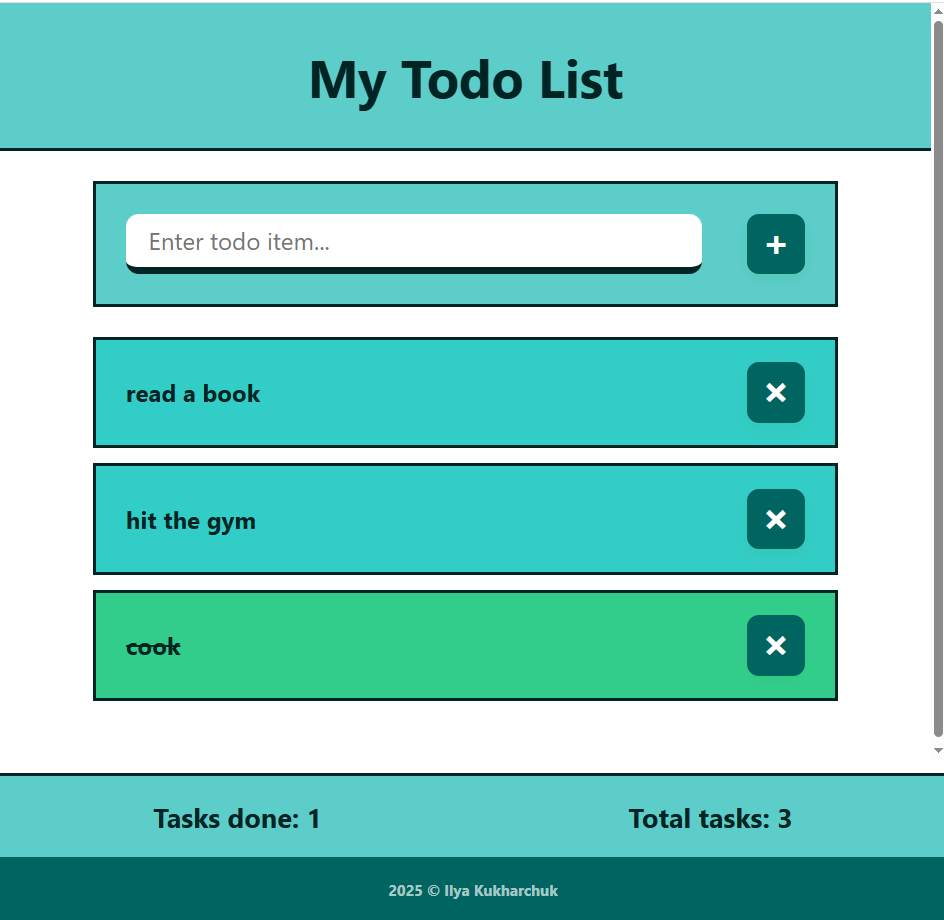 My Todo List
Enter todo item...
+
read a book
×
hit the gym
×
cook
×
Tasks done: 1
Total tasks: 3
2025 © Ilya Kukharchuk